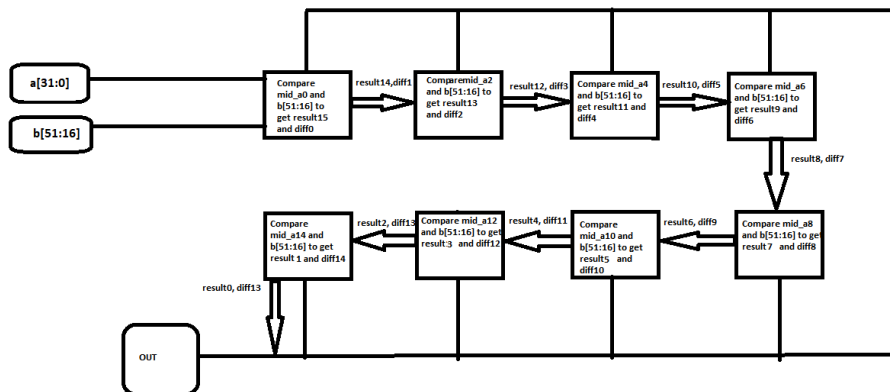 a[31:0]
b[51:16]
Compare
mid_a0 and
b[51:16] to
get result15
and diff0
result14,diff1
Comparemid_a2
and b[51:16] to
get result13
and diff2
result12, diff3
Compare mid_a4
and b[51:16] to
get result11 and
diff4
result10, diff5
Compare mid_a6
and b[51:16] to
get result9 and
diff6
result8, diff7
Compare mid_a8
and b[51:16] to get
result7 and diff8
result6, diff9
Compare
mid_a10 and
b[51:16] to get
result5 and
diff10
result4, diff11
Compare mid_a12
and b[51:16] to get
result3 and diff12
result2, diff13
Compare
mid_a14 and
b[51:16] to get
result1 and diff14
result0, diff13
OUT